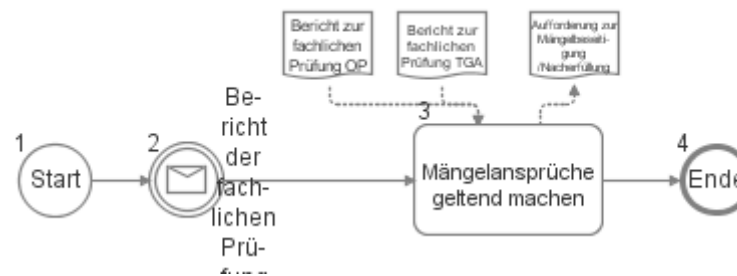 Bericht zur
fachlichen
Prüfung OP
Bericht zur
fachlichen
Prüfung TGA
Aufforderung zur
Mängelbeseiti-
gung
/Nacherfüllung
1
Start
2
Be-
richt
der
fach-
lichen
Prü-
fung
3
Mängelansprüche
geltend machen
4
Ende